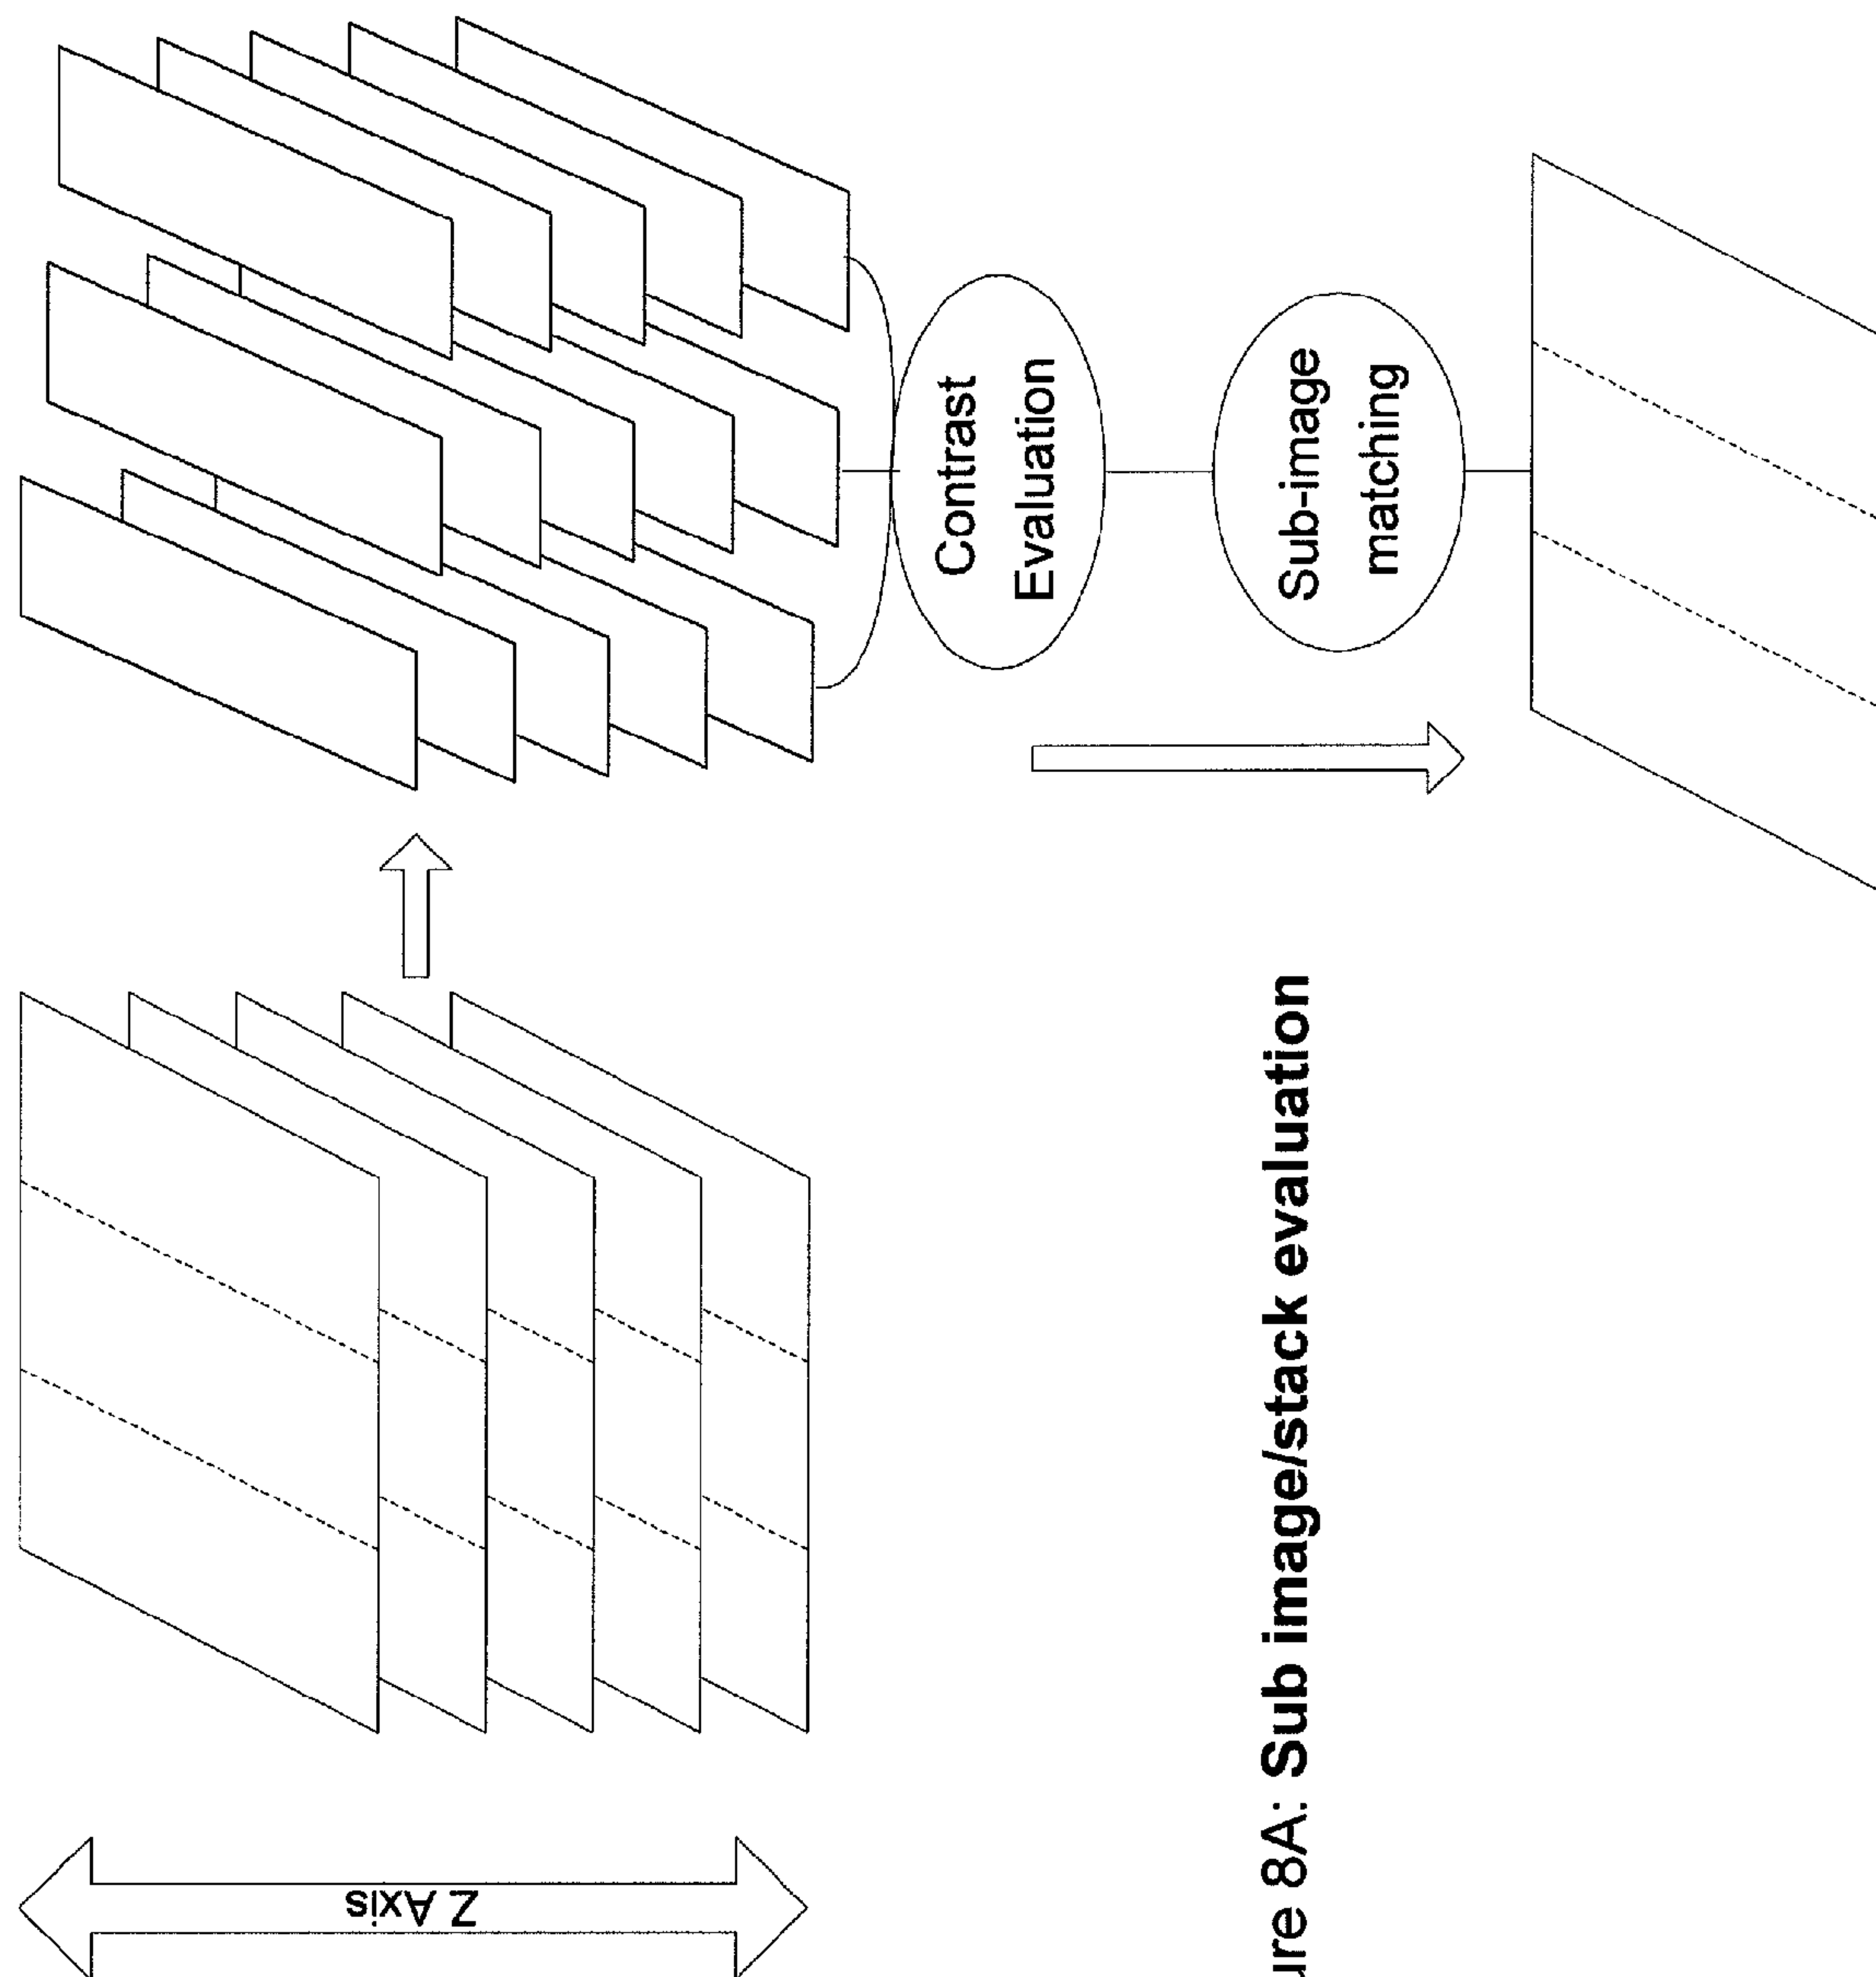 Z Axis
Contrast
Evaluation
Sub-image
matching
ure 8A: Sub image/stack evaluation